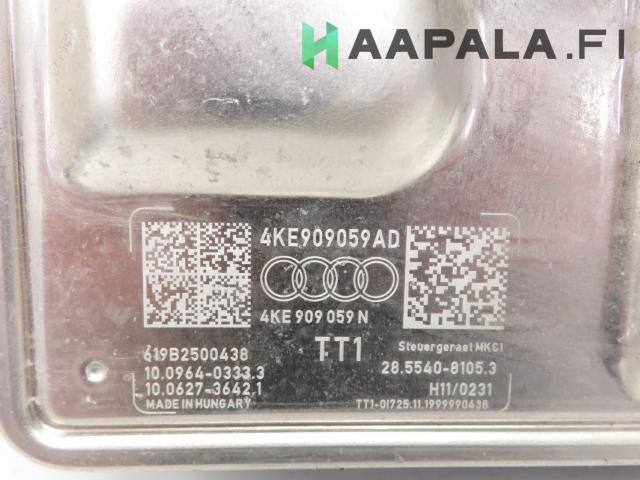 HAAPALA.FI
4KE909059AD
4KE 909 059 N
TT1
Steuergeraet MKC1
619B2500438
10.0964-0333.3
28.5540-8105.3
10.0627-3642.1
H11/0231
MADE IN HUNGARY
TT1-01725.11.1999990438